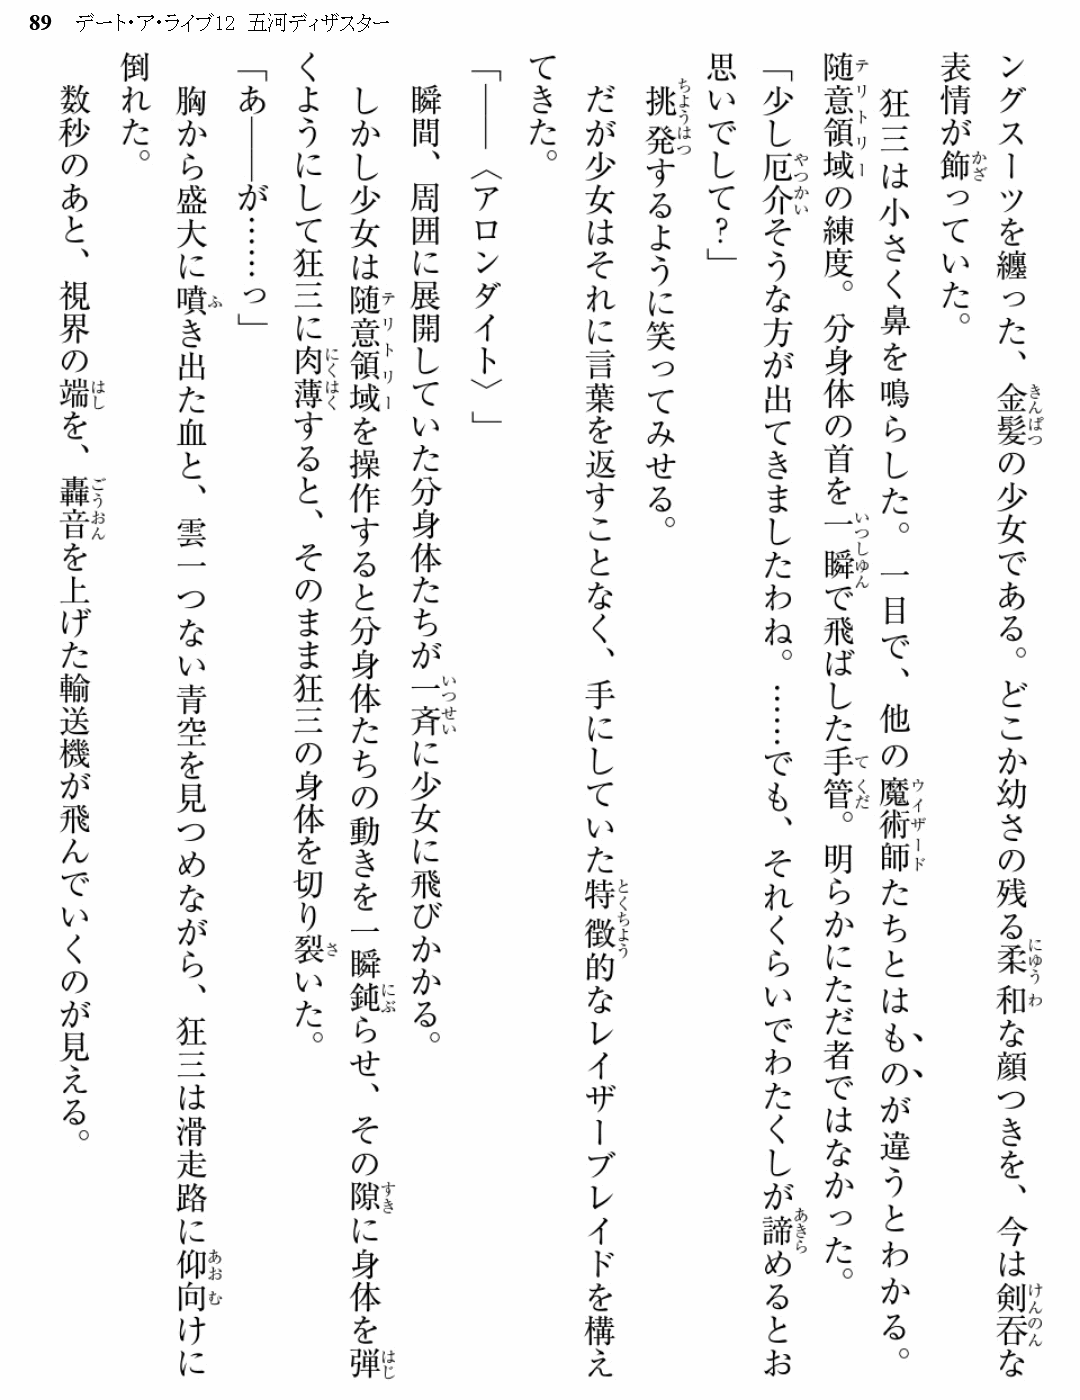 89 デート・ア・ライブ12 五河ディザスター
ングスーツを纏った、金髪の少女である。どこか幼さの残る柔和な顔つきを、今は剣呑な
表情が飾っていた。
狂三は小さく鼻を鳴らした。一目で、他の魔術師たちとはものが違うとわかる。
随意領域の練度。分身体の首を一瞬で飛ばした手管。明らかにただ者ではなかった。
「少し厄介そうな方が出てきましたわね。……でも、それくらいでわたくしが諦めるとお
思いでして?」
挑発するように笑ってみせる。
だが少女はそれに言葉を返すことなく、手にしていた特徴的なレイザーブレイドを構え
てきた。
「――〈アロンダイト〉」
瞬間、周囲に展開していた分身体たちが一斉に少女に飛びかかる。
しかし少女は随意領域を操作すると分身体たちの動きを一瞬鈍らせ、その隙に身体を弾
くようにして狂三に肉薄すると、そのまま狂三の身体を切り裂いた。
「あ――が……っ」
胸から盛大に噴き出た血と、雲一つない青空を見つめながら、狂三は滑走路に仰向けに
倒れた。
数秒のあと、視界の端を、轟音を上げた輸送機が飛んでいくのが見える。